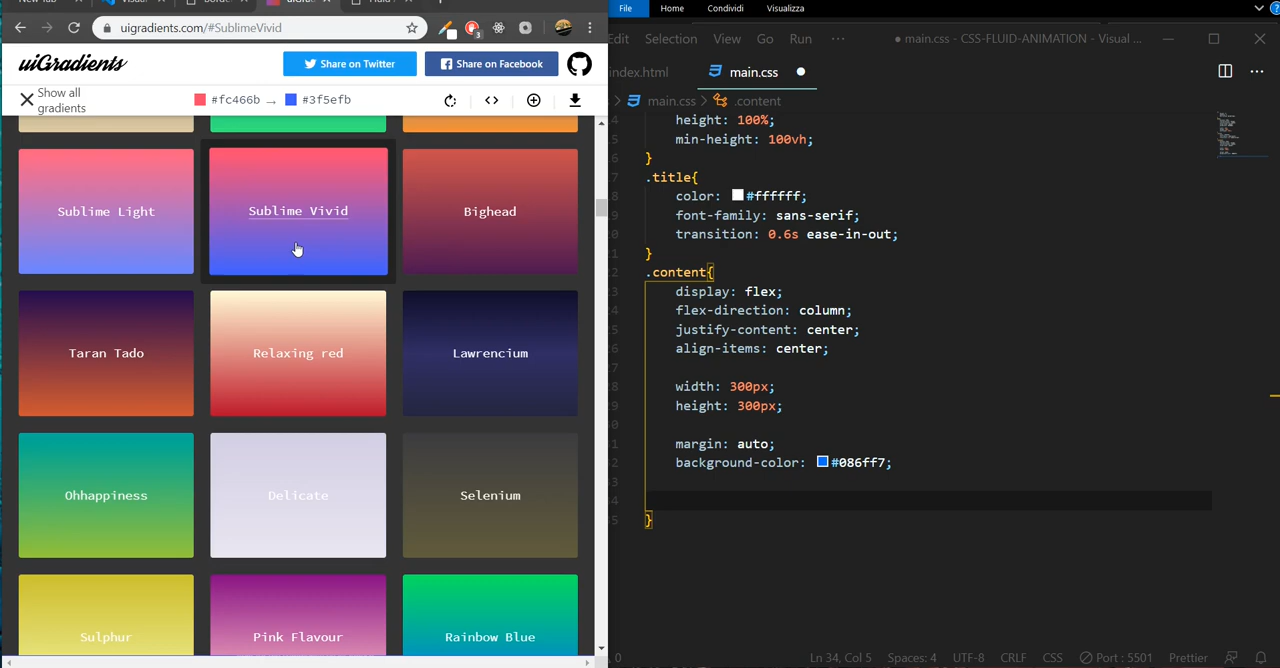 New Tab
File Home Condividi Visualizza
uigradients.com/#SublimeVivid
3
Edit Selection View Go Run ··· ● main.css - CSS-FLUID-ANIMATION - Visual ...
uiGradients Share on Twitter Share on Facebook
index.html main.css
Show all gradients #fc466b → #3f5efb
main.css > .content
height: 100%;
min-height: 100vh;
}
.title{
color: #ffffff;
font-family: sans-serif;
transition: 0.6s ease-in-out;
}
.content{
display: flex;
flex-direction: column;
justify-content: center;
align-items: center;
width: 300px;
height: 300px;
margin: auto;
background-color: #086ff7;
}
Sublime Light Sublime Vivid Bighead
Taran Tado Relaxing red Lawrencium
Ohhappiness Delicate Selenium
Sulphur Pink Flavour Rainbow Blue
0 Ln 34, Col 5 Spaces: 4 UTF-8 CRLF CSS Port : 5501 Prettier